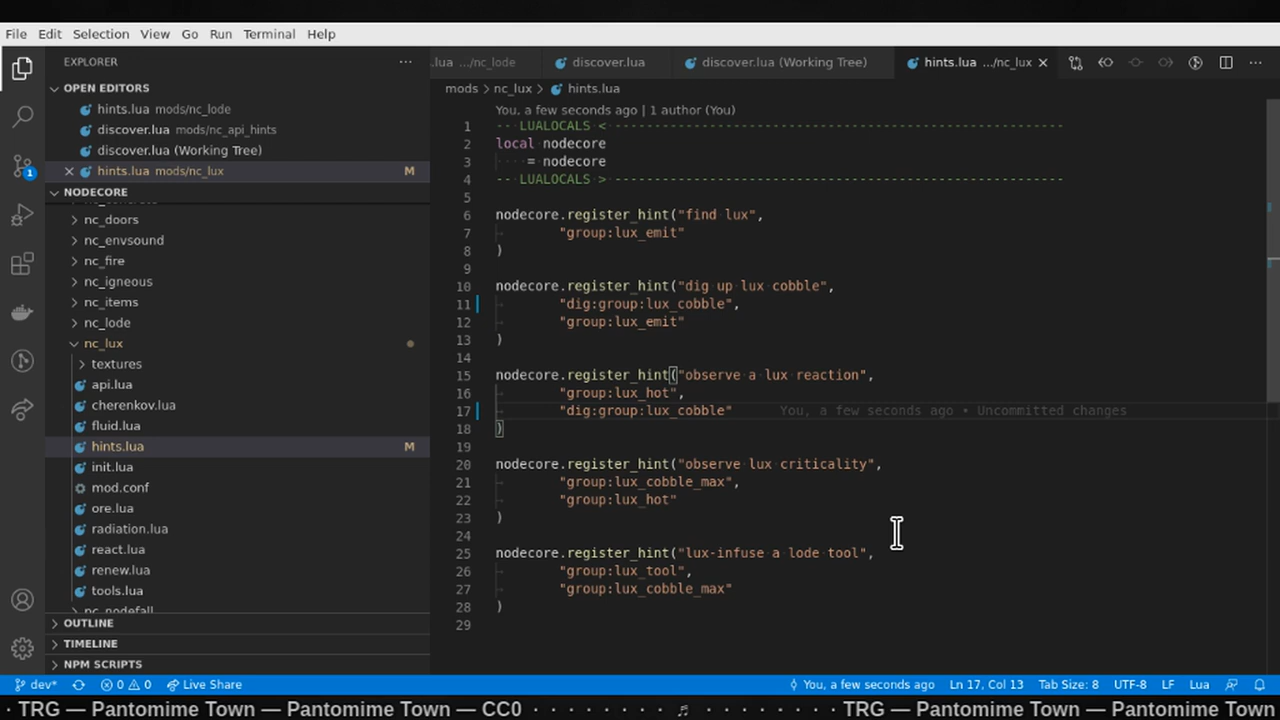 File Edit Selection View Go Run Terminal Help
EXPLORER
.lua .../nc_lode discover.lua discover.lua (Working Tree) hints.lua .../nc_lux
OPEN EDITORS
hints.lua mods/nc_lode
discover.lua mods/nc_api_hints
discover.lua (Working Tree)
hints.lua mods/nc_lux M
NODECORE
nc_doors
nc_envsound
nc_fire
nc_igneous
nc_items
nc_lode
nc_lux
textures
api.lua
cherenkov.lua
fluid.lua
hints.lua M
init.lua
mod.conf
ore.lua
radiation.lua
react.lua
renew.lua
tools.lua
nc_nodefall
OUTLINE
TIMELINE
NPM SCRIPTS
1
mods > nc_lux > hints.lua
You, a few seconds ago | 1 author (You)
1 -- LUALOCALS < ---------------------------------------------------------
2 local nodecore
3 = nodecore
4 -- LUALOCALS > ---------------------------------------------------------
5
6 nodecore.register_hint("find lux",
7 "group:lux_emit"
8 )
9
10 nodecore.register_hint("dig up lux cobble",
11 "dig:group:lux_cobble",
12 "group:lux_emit"
13 )
14
15 nodecore.register_hint("observe a lux reaction",
16 "group:lux_hot",
17 "dig:group:lux_cobble" You, a few seconds ago • Uncommitted changes
18 )
19
20 nodecore.register_hint("observe lux criticality",
21 "group:lux_cobble_max",
22 "group:lux_hot"
23 )
24
25 nodecore.register_hint("lux-infuse a lode tool",
26 "group:lux_tool",
27 "group:lux_cobble_max"
28 )
29
dev* 0 0 Live Share You, a few seconds ago Ln 17, Col 13 Tab Size: 8 UTF-8 LF Lua
· TRG — Pantomime Town — Pantomime Town — CC0 · · · · · · · ♬ · · · · · · · · TRG — Pantomime Town — Pantomime Town